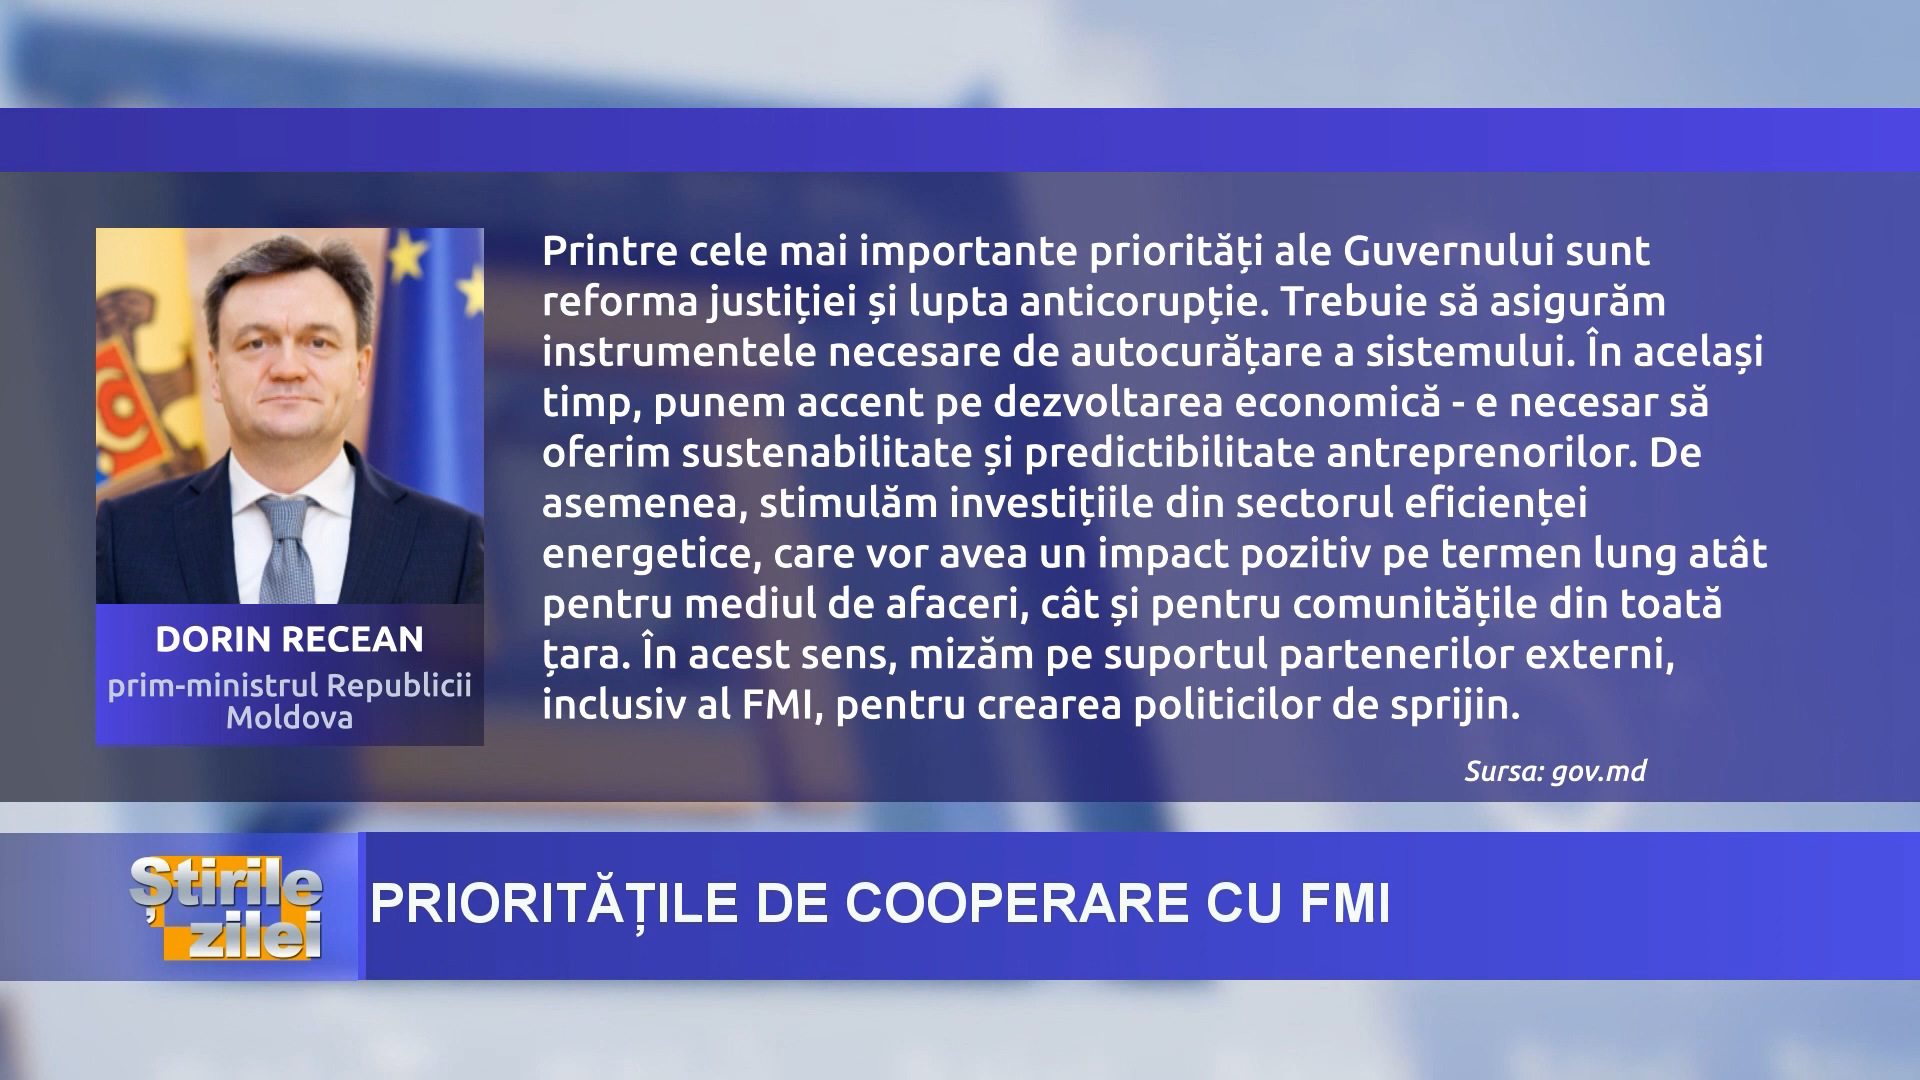 Printre cele mai importante priorități ale Guvernului sunt
reforma justiției și lupta anticorupție. Trebuie să asigurăm
instrumentele necesare de autocurățare a sistemului. În același
timp, punem accent pe dezvoltarea economică - e necesar să
oferim sustenabilitate și predictibilitate antreprenorilor. De
asemenea, stimulăm investițiile din sectorul eficienței
energetice, care vor avea un impact pozitiv pe termen lung atât
pentru mediul de afaceri, cât și pentru comunitățile din toată
țara. În acest sens, mizăm pe suportul partenerilor externi,
inclusiv al FMI, pentru crearea politicilor de sprijin.
Sursa: gov.md
DORIN RECEAN
prim-ministrul Republicii
Moldova
Știrile
zilei
PRIORITĂȚILE DE COOPERARE CU FMI